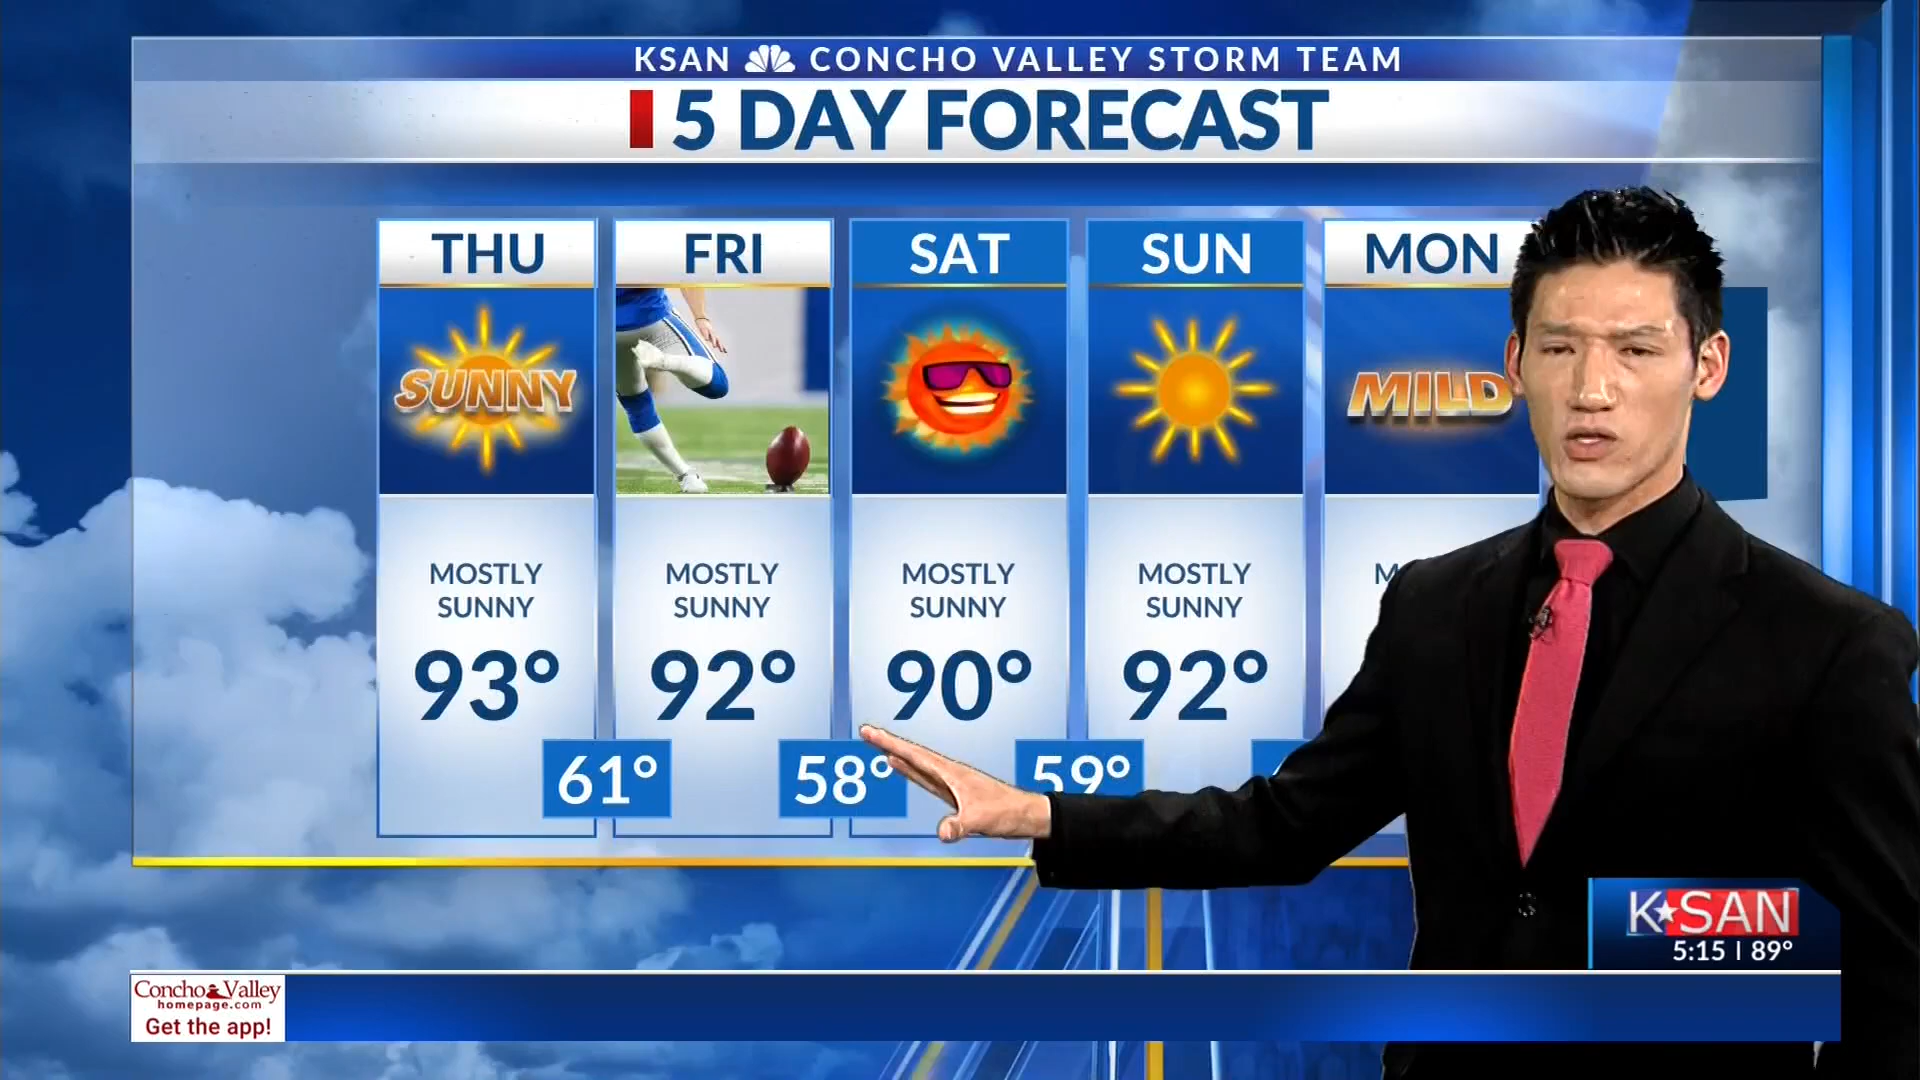 KSAN CONCHO VALLEY STORM TEAM
5 DAY FORECAST
THU
FRI
SAT
SUN
MON
SUNNY
MILD
MOSTLY
SUNNY
MOSTLY
SUNNY
MOSTLY
SUNNY
MOSTLY
SUNNY
93°
92°
90°
92°
61°
58°
59°
K★SAN
5:15 | 89°
Concho Valley
homepage.com
Get the app!